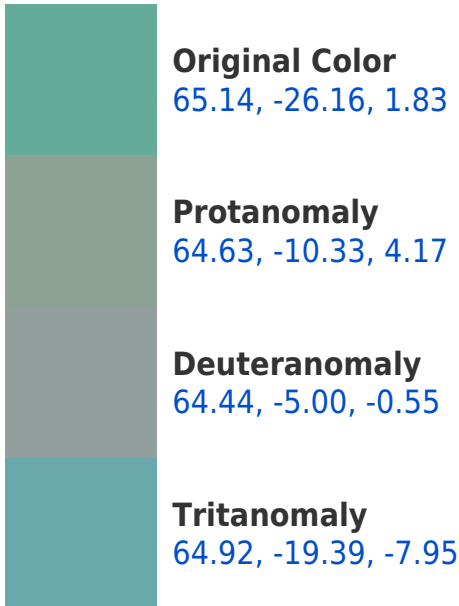 Original Color
65.14, -26.16, 1.83
Protanomaly
64.63, -10.33, 4.17
Deuteranomaly
64.44, -5.00, -0.55
Tritanomaly
64.92, -19.39, -7.95